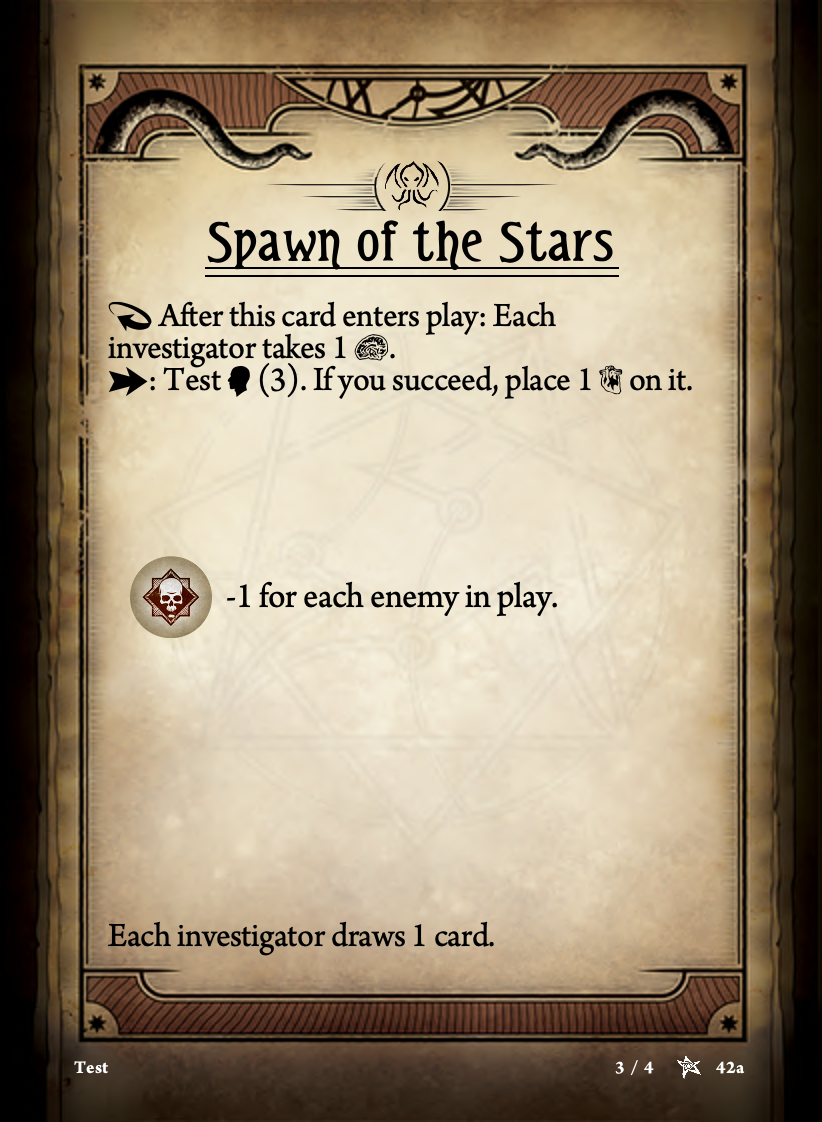 Spawn of the Stars
After this card enters play: Each
investigator takes 1 .
: Test (3). If you succeed, place 1 on it.
-1 for each enemy in play.
Each investigator draws 1 card.
Test 3 / 4 42a